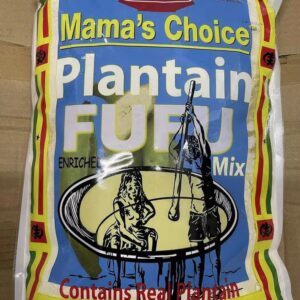 Mama's Choice
Plantain
FUFU
ENRICHED
Mix
Contains Real Plantain